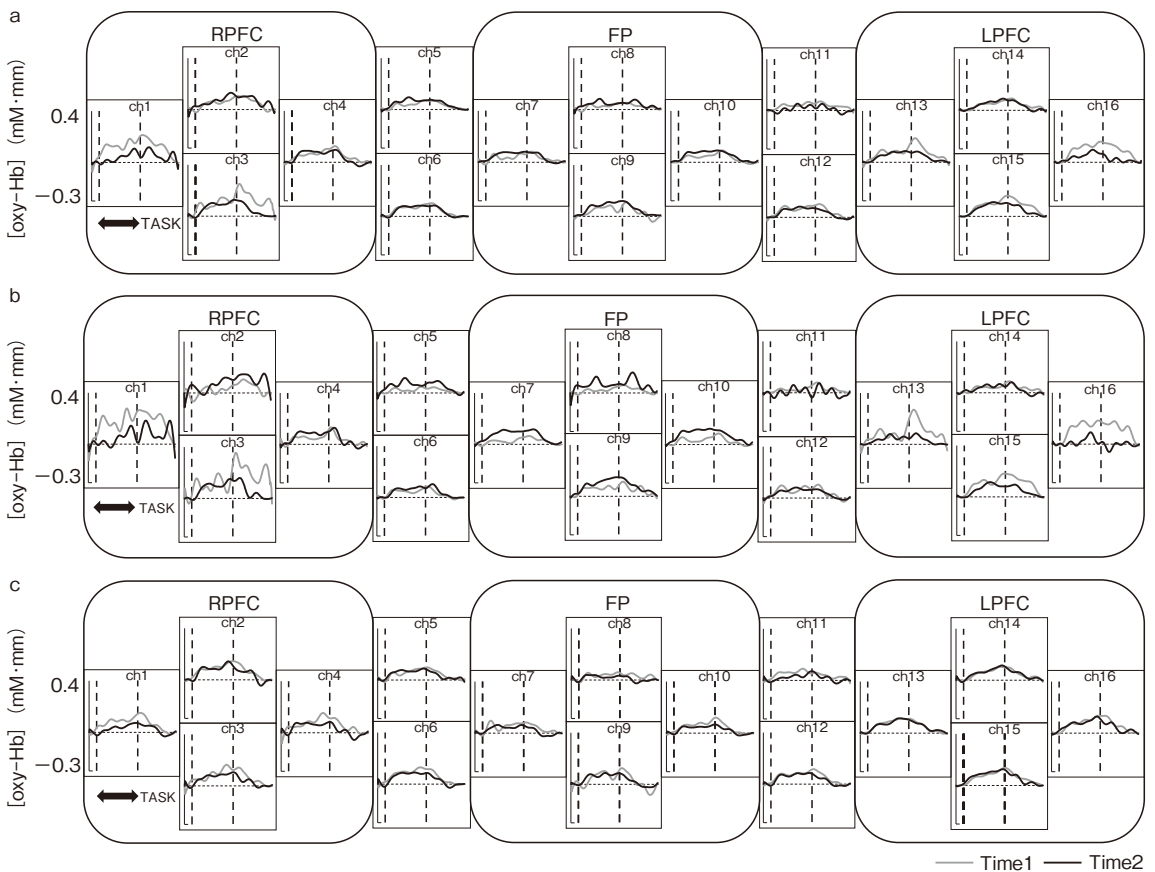 a
RPFC
FP
LPFC
ch2
ch5
ch8
ch11
ch14
ch1
ch4
ch7
ch10
ch13
ch16
ch3
ch6
ch9
ch12
ch15
0.4
−0.3
[oxy−Hb] (mM·mm)
TASK
b
RPFC
FP
LPFC
ch2
ch5
ch8
ch11
ch14
ch1
ch4
ch7
ch10
ch13
ch16
ch3
ch6
ch9
ch12
ch15
0.4
−0.3
[oxy−Hb] (mM·mm)
TASK
c
RPFC
FP
LPFC
ch2
ch5
ch8
ch11
ch14
ch1
ch4
ch7
ch10
ch13
ch16
ch3
ch6
ch9
ch12
ch15
0.4
−0.3
[oxy−Hb] (mM·mm)
TASK
Time1 Time2